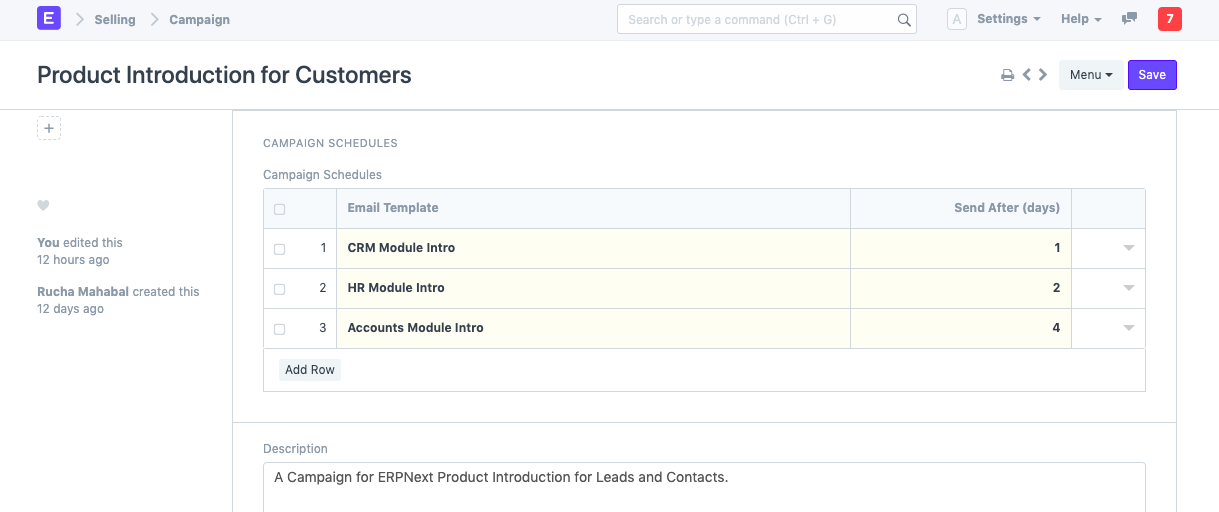 E Selling Campaign Search or type a command (Ctrl + G) A Settings Help 7
Product Introduction for Customers Menu Save
+
CAMPAIGN SCHEDULES
Campaign Schedules
Email Template Send After (days)
1 CRM Module Intro 1
2 HR Module Intro 2
3 Accounts Module Intro 4
Add Row
You edited this
12 hours ago
Rucha Mahabal created this
12 days ago
Description
A Campaign for ERPNext Product Introduction for Leads and Contacts.